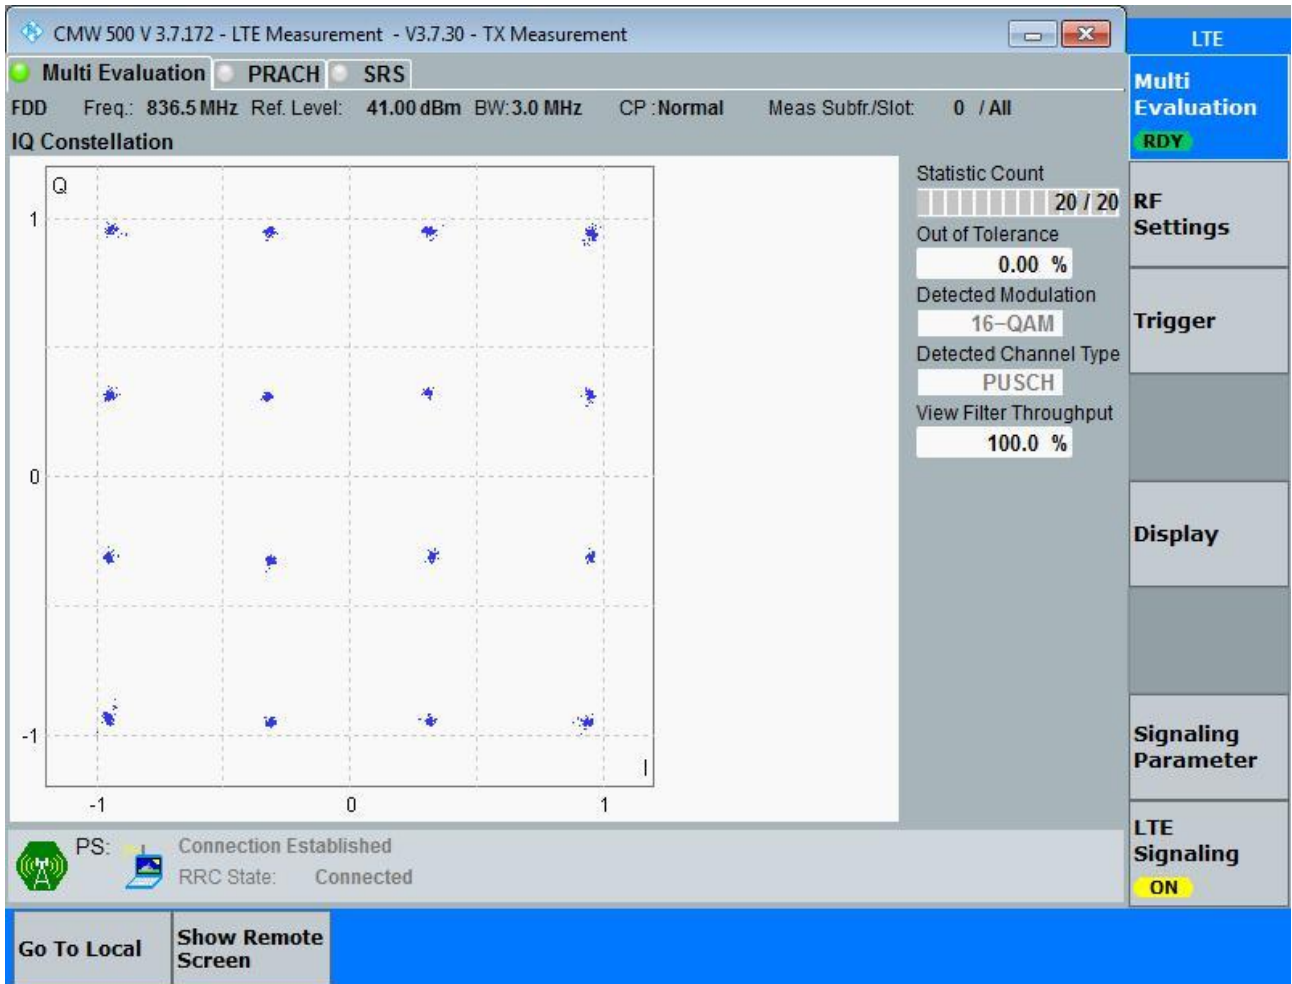 CMW 500 V 3.7.172 - LTE Measurement - V3.7.30 - TX Measurement
LTE
Multi Evaluation PRACH SRS
FDD Freq.: 836.5 MHz Ref. Level: 41.00 dBm BW: 3.0 MHz CP : Normal Meas Subfr./Slot: 0 / All
IQ Constellation
Q
1
0
-1
I
-1 0 1
Statistic Count
20 / 20
Out of Tolerance
0.00 %
Detected Modulation
16-QAM
Detected Channel Type
PUSCH
View Filter Throughput
100.0 %
Multi
Evaluation
RDY
RF
Settings
Trigger
Display
Signaling
Parameter
LTE
Signaling
ON
PS: Connection Established
RRC State: Connected
Go To Local
Show Remote
Screen